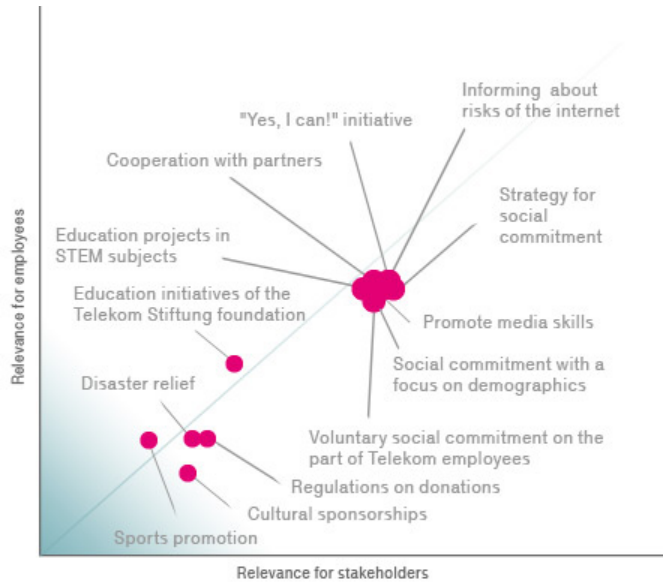 Informing about
risks of the internet
"Yes, I can!" initiative
Cooperation with partners
Strategy for
social
commitment
Education projects in
STEM subjects
Education initiatives of the
Telekom Stiftung foundation
Promote media skills
Social commitment with a
focus on demographics
Disaster relief
Voluntary social commitment on the
part of Telekom employees
Regulations on donations
Cultural sponsorships
Sports promotion
Relevance for employees
Relevance for stakeholders